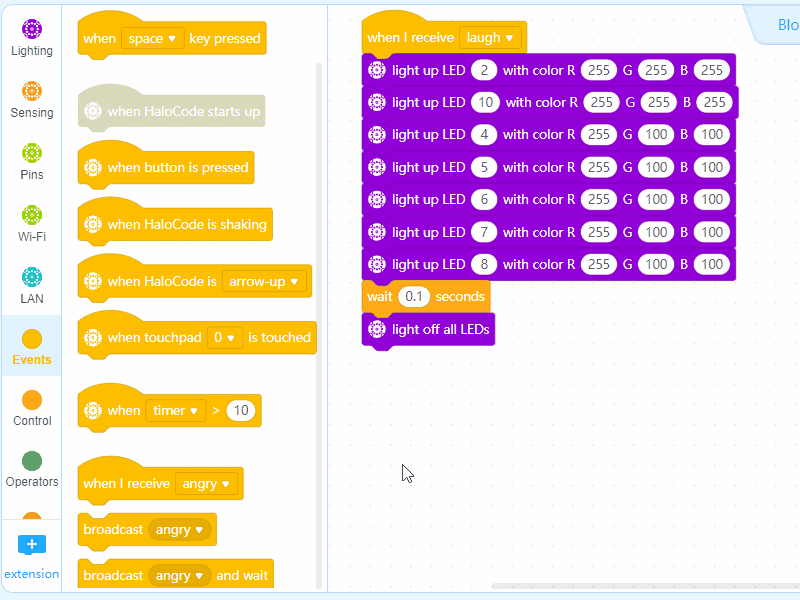 Lighting
Sensing
Pins
Wi-Fi
LAN
Events
Control
Operators
extension
when space key pressed
when HaloCode starts up
when button is pressed
when HaloCode is shaking
when HaloCode is arrow-up
when touchpad 0 is touched
when timer > 10
when I receive angry
broadcast angry
broadcast angry and wait
when I receive laugh
light up LED 2 with color R 255 G 255 B 255
light up LED 10 with color R 255 G 255 B 255
light up LED 4 with color R 255 G 100 B 100
light up LED 5 with color R 255 G 100 B 100
light up LED 6 with color R 255 G 100 B 100
light up LED 7 with color R 255 G 100 B 100
light up LED 8 with color R 255 G 100 B 100
wait 0.1 seconds
light off all LEDs
Blo